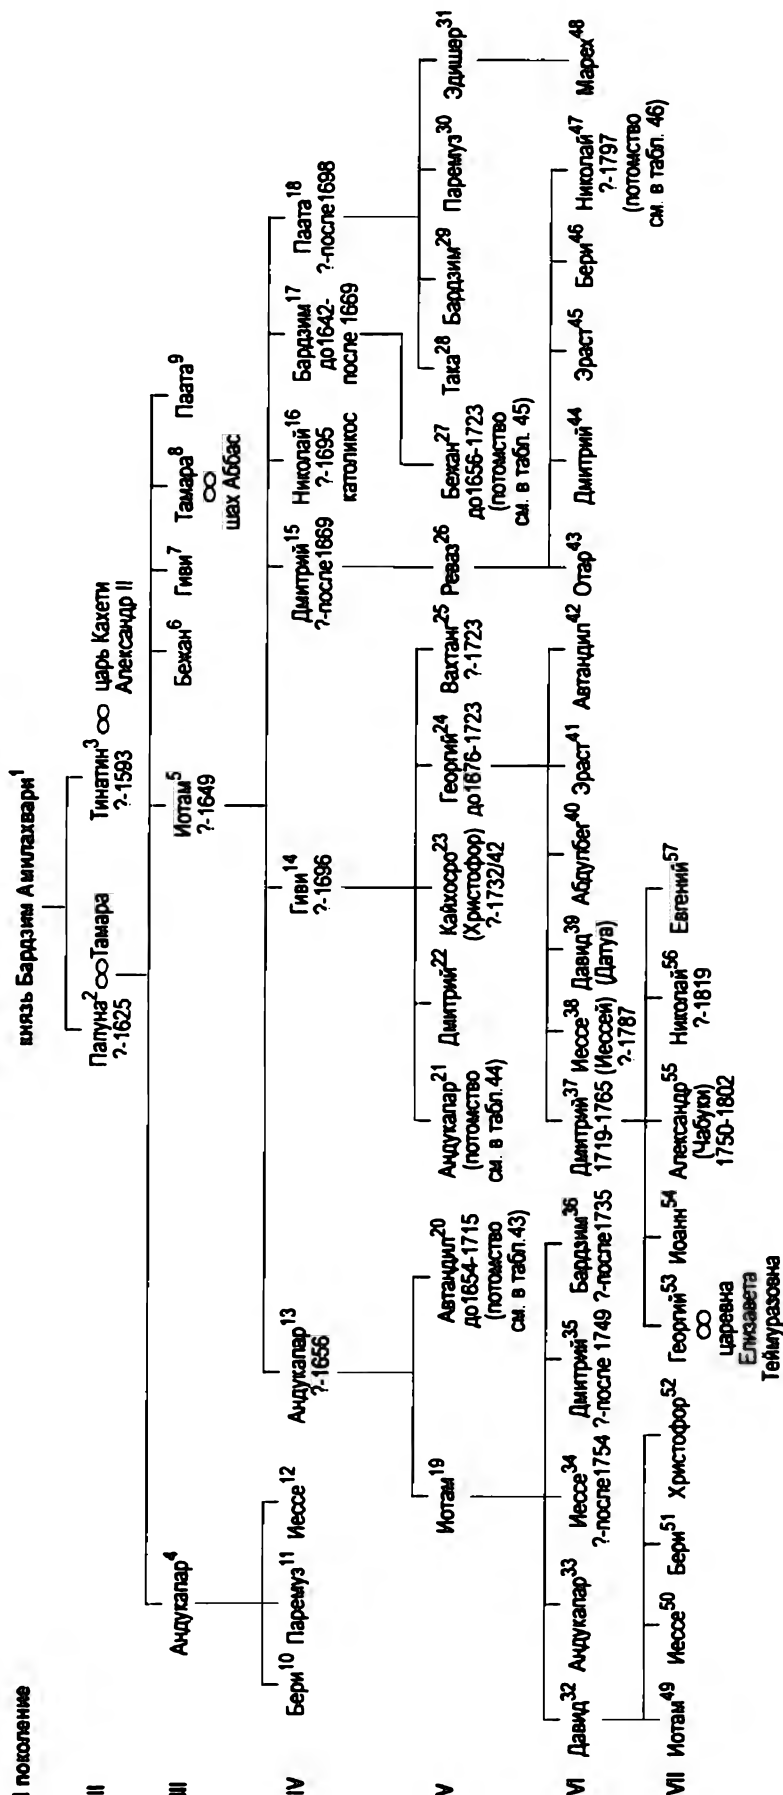 I поколение
князь Бардзим Амилахвари¹
II
Папуна² ∞ Тамара
?-1625
Тинатин³ ∞ царь Кахети
?-1593
Александр II
III
Андукапар⁴
Иотам⁵
?-1649
Бежан⁶
Гиви⁷
Тамара⁸
∞
шах Аббас
Паата⁹
IV
Бери¹⁰ Паремуз¹¹ Иессе¹²
Андукапар¹³
?-1656
Гиви¹⁴
?-1696
Дмитрий¹⁵
?-после1669
Николай¹⁶
?-1695
католикос
Бардзим¹⁷
до1642-
после 1669
Паата¹⁸
?-после1698
V
Иотам¹⁹
Автандил²⁰
до1654-1715
(потомство
см. в табл.43)
Андукапар²¹
(потомство
см. в табл.44)
Дмитрий²²
Кайхосро²³
(Христофор)
?-1732/42
Георгий²⁴
до1676-1723
Вахтанг²⁵
?-1723
Реваз²⁶
Бежан²⁷
до1656-1723
(потомство
см. в табл. 45)
Така²⁸
Бардзим²⁹
Паремуз³⁰
Эдишер³¹
VI
Давид³²
Андукапар³³
Иессе³⁴
?-после1754
Дмитрий³⁵
?-после 1749
Бардзим³⁶
?-после1735
Дмитрий³⁷
1719-1765
Иессе³⁸
(Иессей)
?-1787
Давид³⁹
(Датуа)
Абдулбег⁴⁰
Эраст⁴¹
Автандил⁴²
Отар⁴³
Дмитрий⁴⁴
Эраст⁴⁵
Бери⁴⁶
Николай⁴⁷
?-1797
(потомство
см. в табл. 46)
Марех⁴⁸
VII
Иотам⁴⁹
Иессе⁵⁰
Бери⁵¹
Христофор⁵²
Георгий⁵³
∞
царевна
Елизавета
Теймуразовна
Иоанн⁵⁴
Александр⁵⁵
(Чабуки)
1750-1802
Николай⁵⁶
?-1819
Евгений⁵⁷